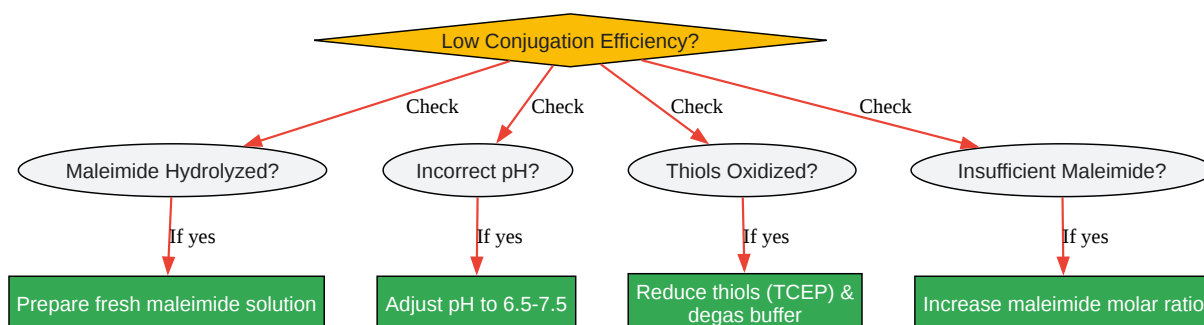 Low Conjugation Efficiency?
Check
Check
Check
Check
Maleimide Hydrolyzed?
Incorrect pH?
Thiols Oxidized?
Insufficient Maleimide?
If yes
If yes
If yes
If yes
Prepare fresh maleimide solution
Adjust pH to 6.5-7.5
Reduce thiols (TCEP) &
degas buffer
Increase maleimide molar ratio